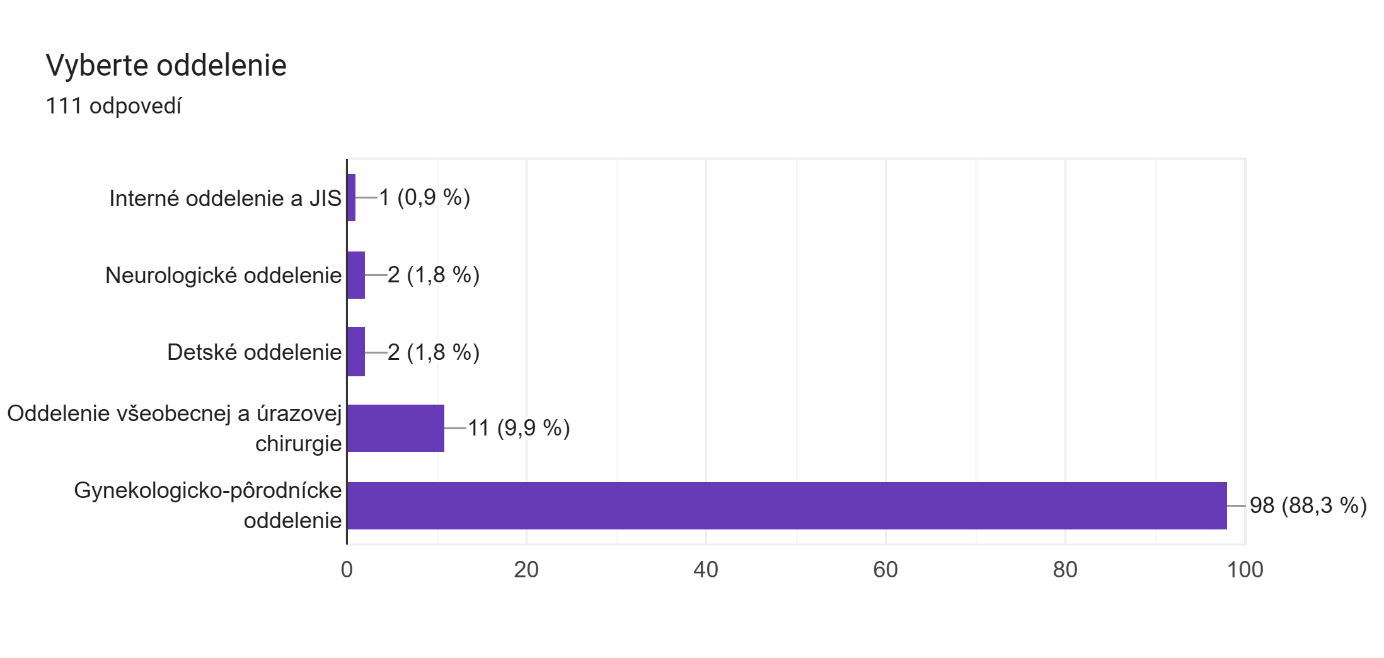 Vyberte oddelenie
111 odpovedí
Interné oddelenie a JIS
1 (0,9 %)
Neurologické oddelenie
2 (1,8 %)
Detské oddelenie
2 (1,8 %)
Oddelenie všeobecnej a úrazovej
chirurgie
11 (9,9 %)
Gynekologicko-pôrodnícke
oddelenie
98 (88,3 %)
0 20 40 60 80 100